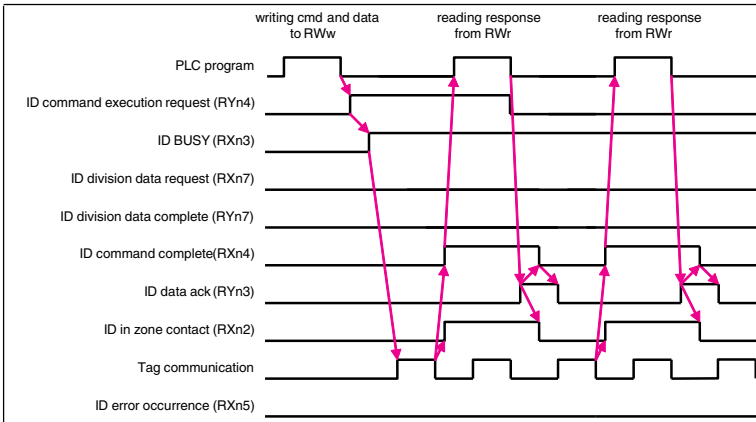 writing cmd and data
to RWw
reading response
from RWr
reading response
from RWr
PLC program
ID command execution request (RYn4)
ID BUSY (RXn3)
ID division data request (RXn7)
ID division data complete (RYn7)
ID command complete(RXn4)
ID data ack (RYn3)
ID in zone contact (RXn2)
Tag communication
ID error occurrence (RXn5)